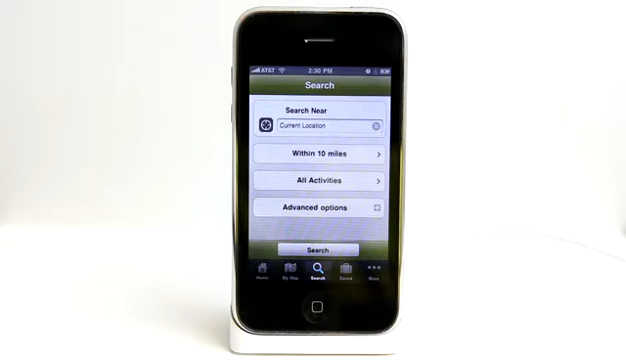 AT&T 2:30 PM
Search
Search Near
Current Location
Within 10 miles
All Activities
Advanced options
Search
Home My Map Search Saved More